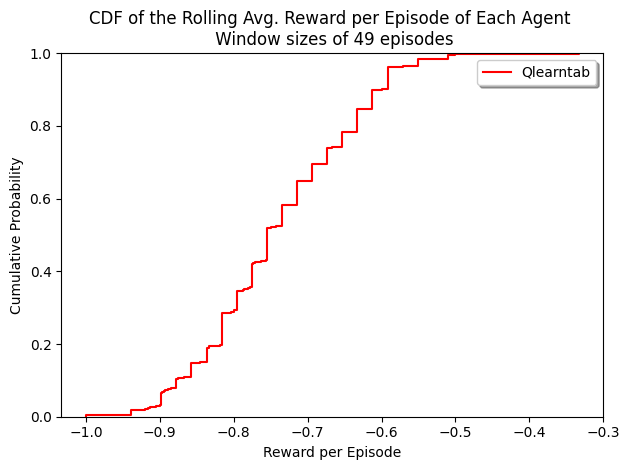 CDF of the Rolling Avg. Reward per Episode of Each Agent
Window sizes of 49 episodes
1.0
0.8
0.6
0.4
0.2
0.0
Cumulative Probability
Qlearntab
−1.0 −0.9 −0.8 −0.7 −0.6 −0.5 −0.4 −0.3
Reward per Episode